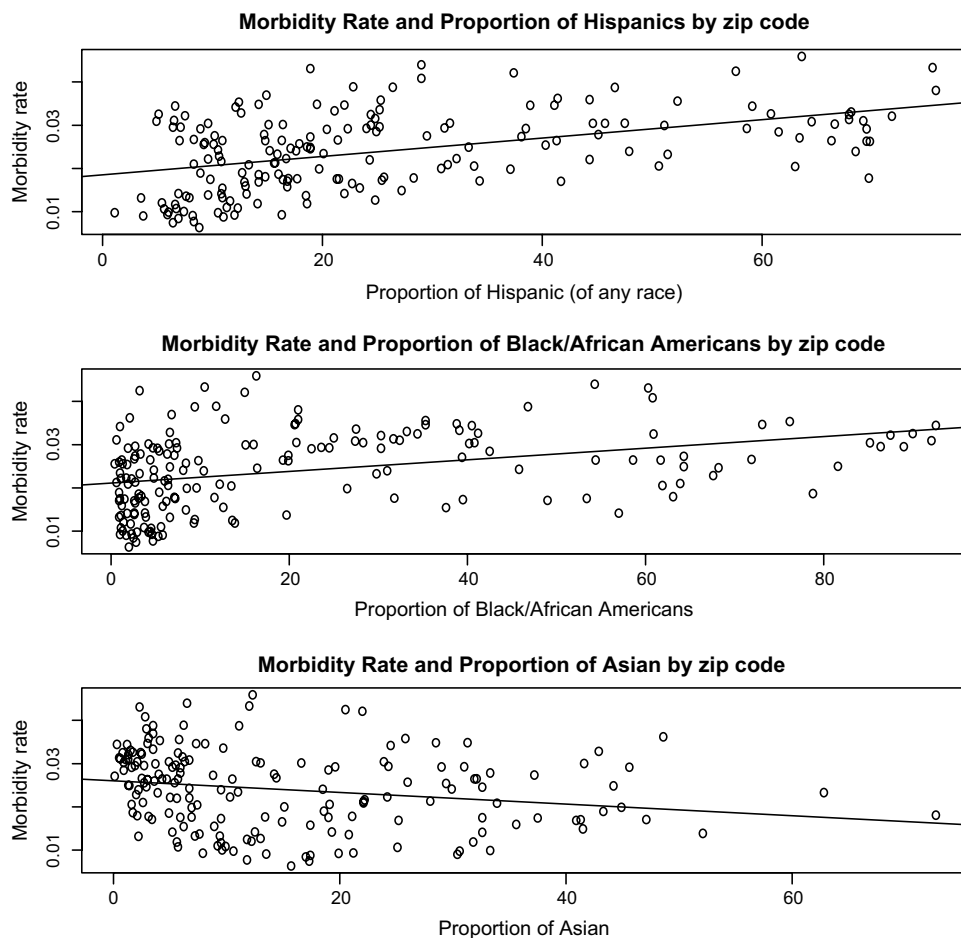 Morbidity Rate and Proportion of Hispanics by zip code
Morbidity rate
0.03
0.01
0 20 40 60
Proportion of Hispanic (of any race)
Morbidity Rate and Proportion of Black/African Americans by zip code
Morbidity rate
0.03
0.01
0 20 40 60 80
Proportion of Black/African Americans
Morbidity Rate and Proportion of Asian by zip code
Morbidity rate
0.03
0.01
0 20 40 60
Proportion of Asian